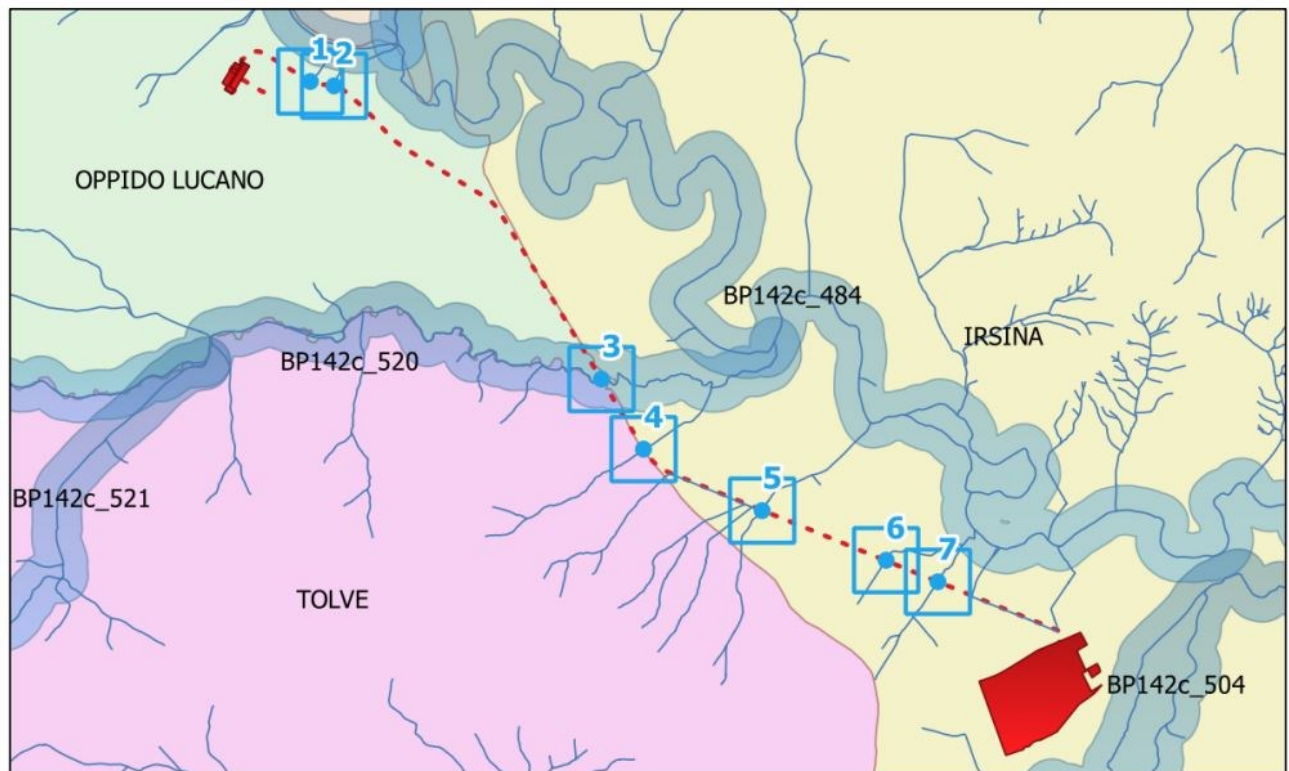 1 2
OPPIDO LUCANO
BP142c_484
IRSINA
3
BP142c_520
4
5
BP142c_521
6
7
TOLVE
BP142c_504